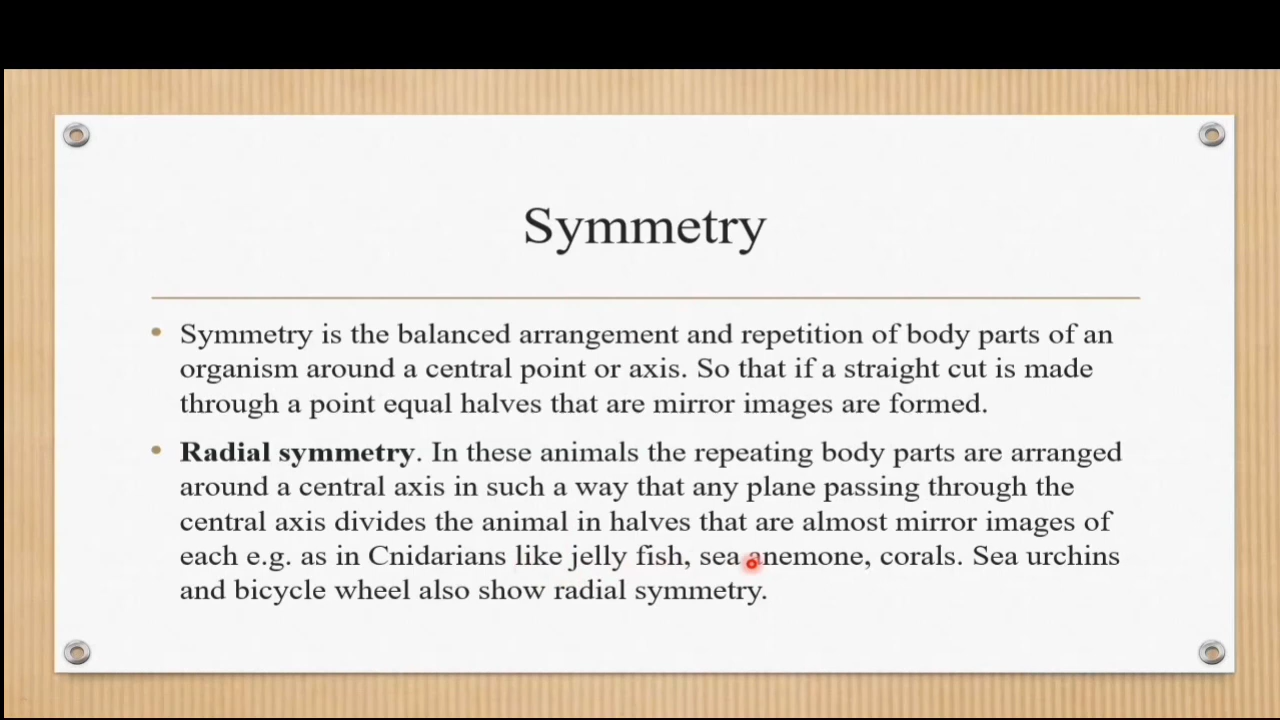 Symmetry
• Symmetry is the balanced arrangement and repetition of body parts of an
organism around a central point or axis. So that if a straight cut is made
through a point equal halves that are mirror images are formed.
• Radial symmetry. In these animals the repeating body parts are arranged
around a central axis in such a way that any plane passing through the
central axis divides the animal in halves that are almost mirror images of
each e.g. as in Cnidarians like jelly fish, sea anemone, corals. Sea urchins
and bicycle wheel also show radial symmetry.